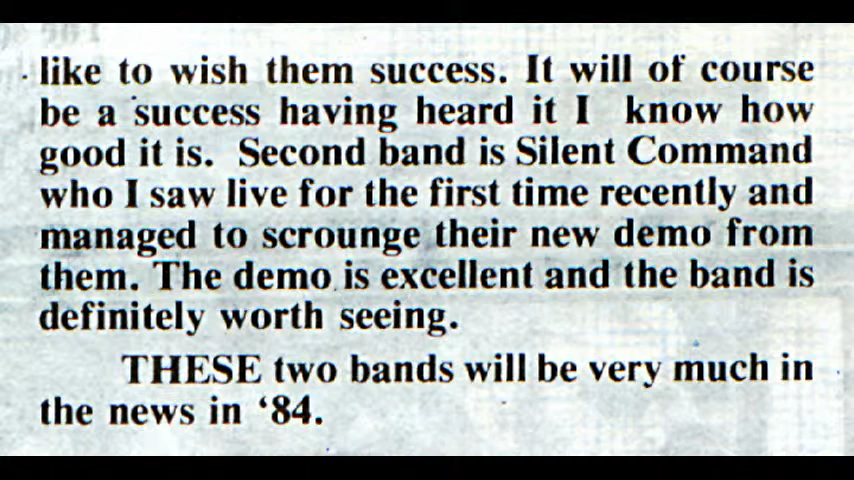 like to wish them success. It will of course
be a success having heard it I know how
good it is. Second band is Silent Command
who I saw live for the first time recently and
managed to scrounge their new demo from
them. The demo is excellent and the band is
definitely worth seeing.
THESE two bands will be very much in
the news in ‘84.